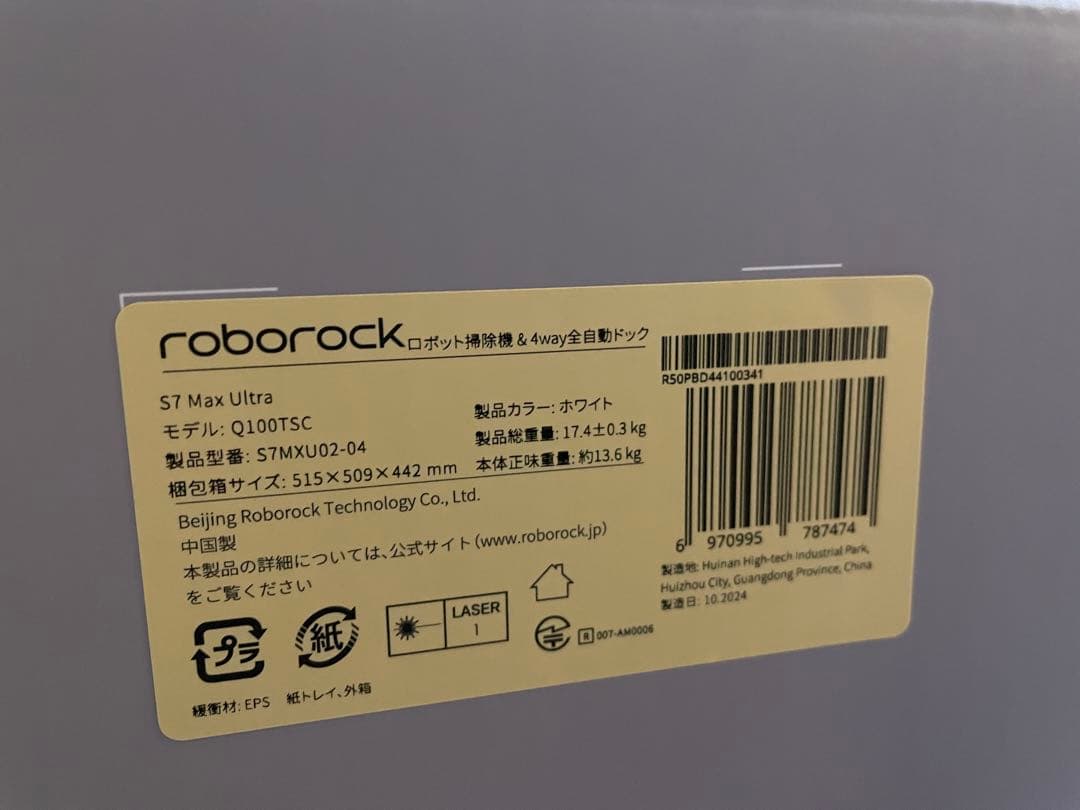 roborock ロボット掃除機 & 4way全自動ドック
S7 Max Ultra
モデル: Q100TSC
製品型番: S7MXU02-04
梱包箱サイズ: 515×509×442 mm
製品カラー: ホワイト
製品総重量: 17.4±0.3 kg
本体正味重量: 約13.6 kg
Beijing Roborock Technology Co., Ltd.
中国製
本製品の詳細については、公式サイト(www.roborock.jp)
をご覧ください
プラ
紙
LASER
1
R 007-AM0006
緩衝材: EPS
紙トレイ、外箱
R50PBD44100341
6 970995 787474
製造地: Huinan High-tech Industrial Park,
Huizhou City, Guangdong Province, China
製造日: 10.2024